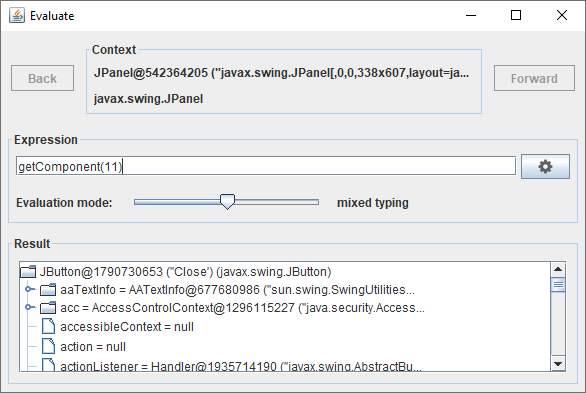 Evaluate
Context
Back
JPanel@542364205 ("javax.swing.JPanel[,0,0,338x607,layout=ja...
javax.swing.JPanel
Forward
Expression
getComponent(11)
Evaluation mode:
mixed typing
Result
JButton@1790730653 ("Close') (javax.swing.JButton)
aaTextInfo = AATextInfo@677680986 ("sun.swing.SwingUtilities...
acc = AccessControlContext@1296115227 ("java.security.Access...
accessibleContext = null
action = null
actionListener = Handler@1935714190 ("javax.swing.AbstractBu...